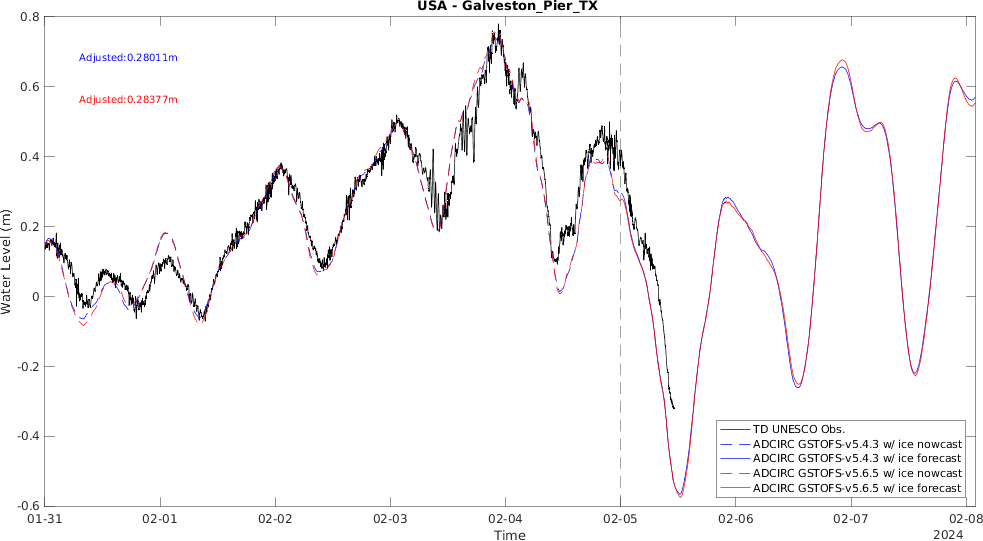 USA - Galveston_Pier_TX
Adjusted:0.28011m
Adjusted:0.28377m
Water Level (m)
0.8
0.6
0.4
0.2
0
-0.2
-0.4
-0.6
TD UNESCO Obs.
ADCIRC GSTOFS-v5.4.3 w/ ice nowcast
ADCIRC GSTOFS-v5.4.3 w/ ice forecast
ADCIRC GSTOFS-v5.6.5 w/ ice nowcast
ADCIRC GSTOFS-v5.6.5 w/ ice forecast
01-31 02-01 02-02 02-03 02-04 02-05 02-06 02-07 02-08
Time
2024